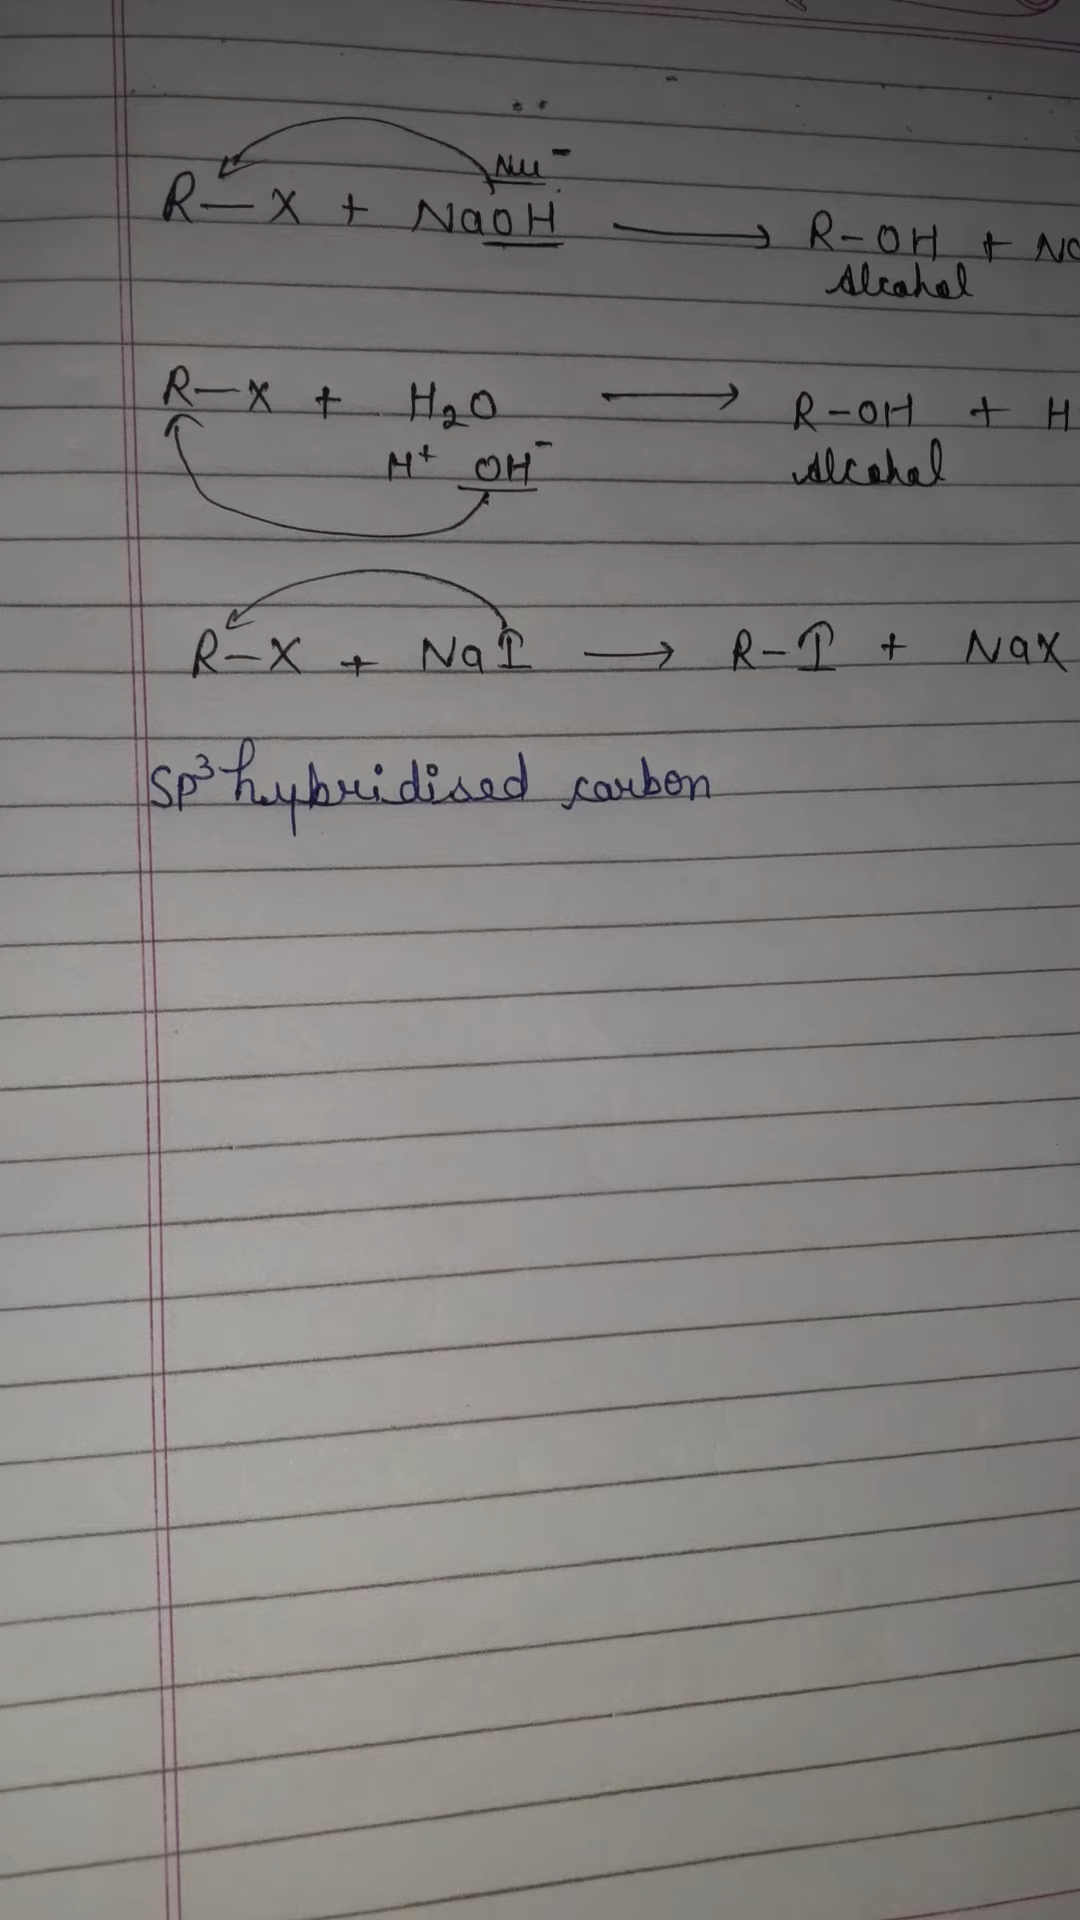 Nu⁻
R-X + NaOH ⟶ R-OH + Na
Alcohol
R-X + H₂O ⟶ R-OH + H
H⁺ OH⁻ Alcohol
R-X + NaI ⟶ R-I + NaX
Sp³ hybridised carbon